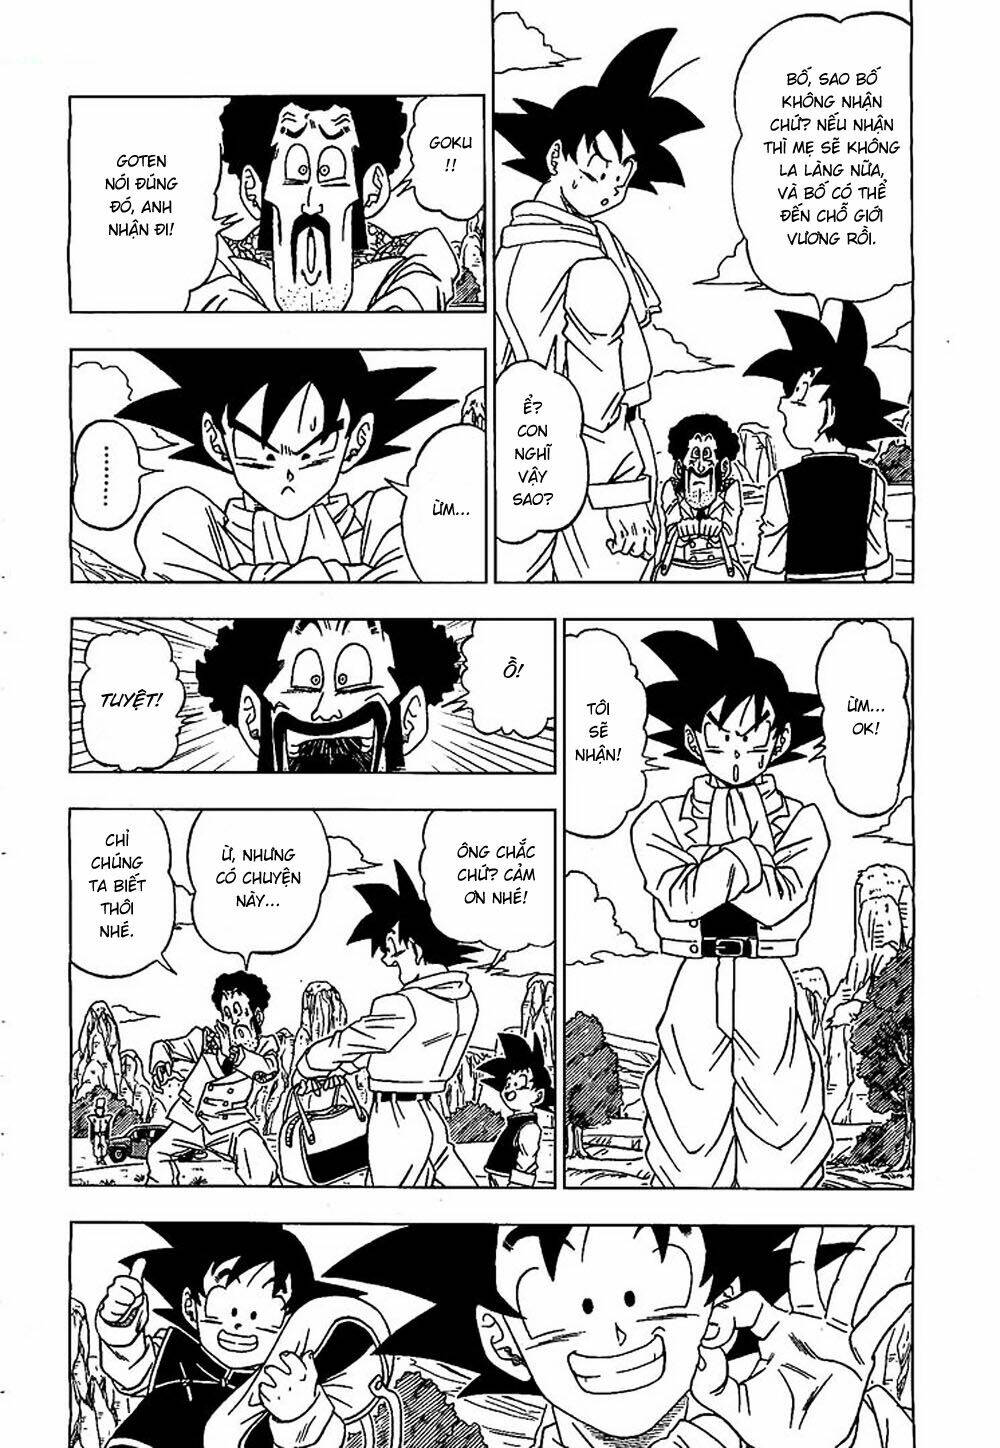 BỐ, SAO BỐ
KHÔNG NHẬN
CHỨ? NẾU NHẬN
THÌ MẸ SẼ KHÔNG
LA LÀNG NỮA,
VÀ BỐ CÓ THỂ
ĐẾN CHỖ GIỚI
VƯƠNG RỒI.
Ể?
CON
NGHĨ
VẬY
SAO?
GOKU
!!
GOTEN
NÓI ĐÚNG
ĐÓ, ANH
NHẬN ĐI!
ỪM...
.........
ỪM...
OK!
TÔI
SẼ
NHẬN!
Ồ!
TUYỆT!
ÔNG CHẮC
CHỨ? CẢM
ƠN NHÉ!
Ừ, NHƯNG
CÓ CHUYỆN
NÀY...
CHỈ
CHÚNG
TA BIẾT
THÔI
NHÉ.